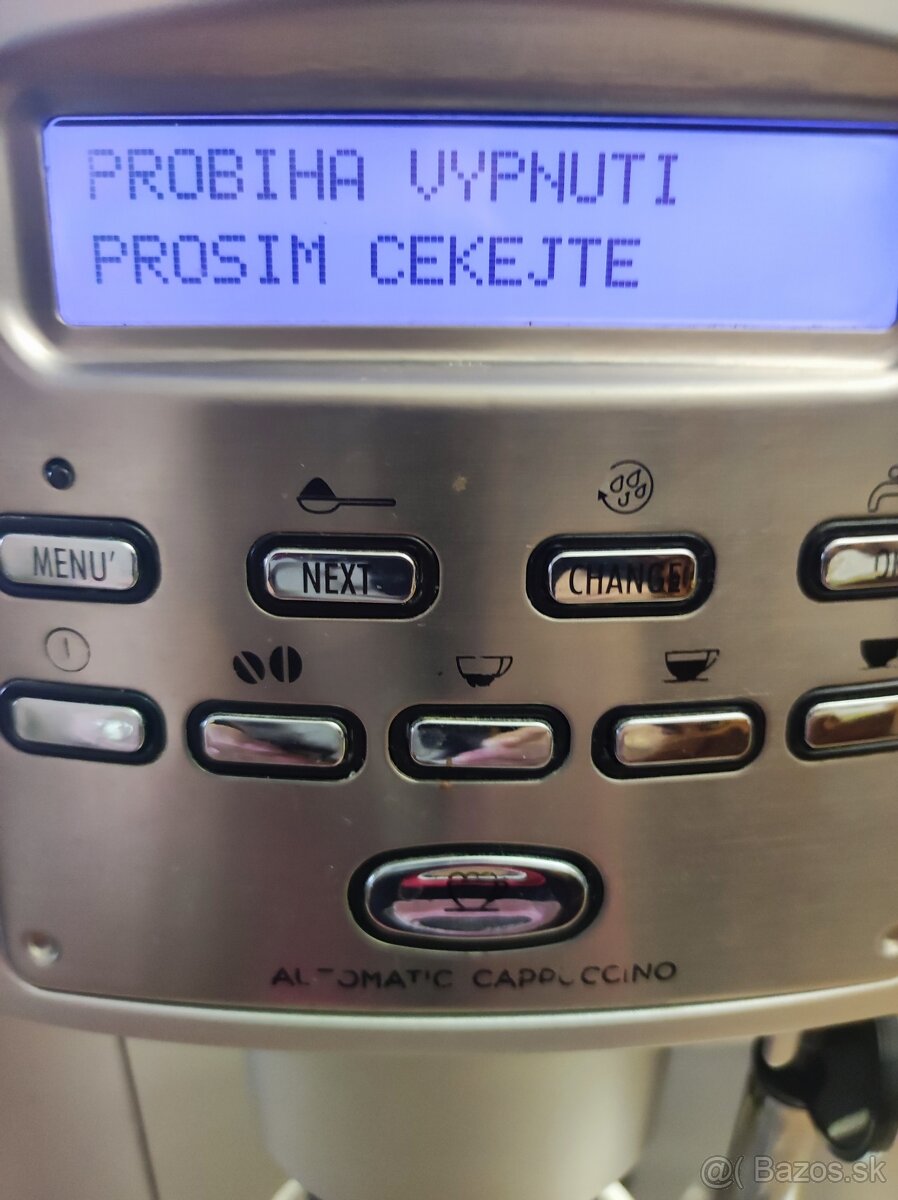 PROBIHA VYPNUTI
PROSIM CEKEJTE
MENU'
NEXT
CHANGE
AUTOMATIC CAPPUCCINO
@( Bazos.sk